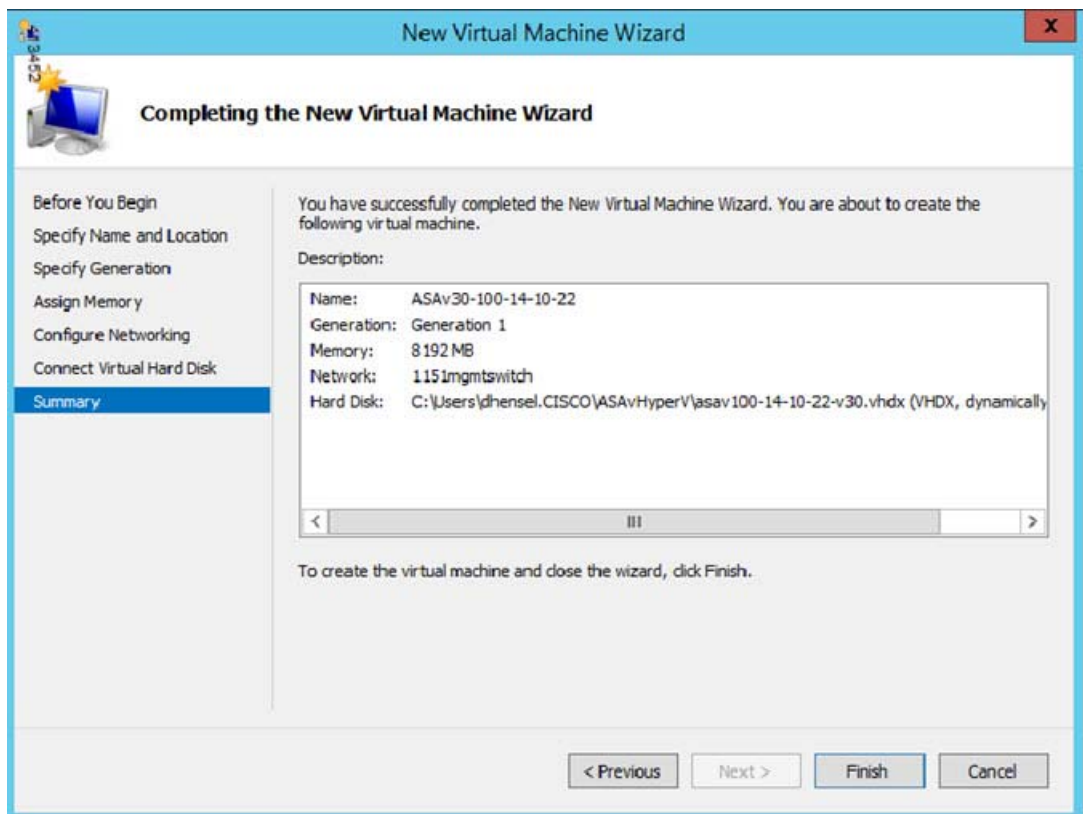 New Virtual Machine Wizard
X
3452
Completing the New Virtual Machine Wizard
Before You Begin
Specify Name and Location
Specify Generation
Assign Memory
Configure Networking
Connect Virtual Hard Disk
Summary
You have successfully completed the New Virtual Machine Wizard. You are about to create the
following virtual machine.
Description:
Name: ASAv30-100-14-10-22
Generation: Generation 1
Memory: 8192 MB
Network: 1151mgmtswitch
Hard Disk: C:\Users\dhensel.CISCO\ASAvHyperV\asav100-14-10-22-v30.vhdx (VHDX, dynamically
To create the virtual machine and close the wizard, click Finish.
< Previous
Next >
Finish
Cancel